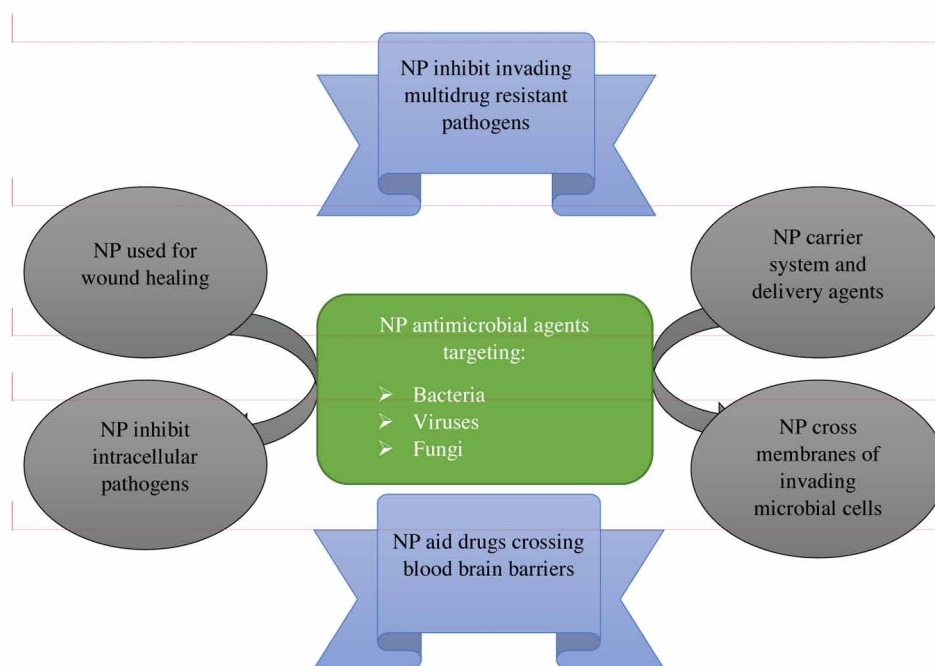 NP inhibit invading
multidrug resistant
pathogens
NP used for
wound healing
NP carrier
system and
delivery agents
NP antimicrobial agents
targeting:
➢ Bacteria
➢ Viruses
➢ Fungi
NP inhibit
intracellular
pathogens
NP cross
membranes of
invading
microbial cells
NP aid drugs crossing
blood brain barriers